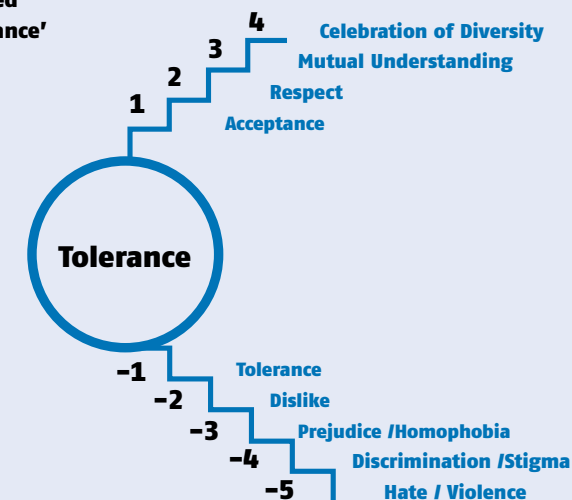 ed
ance'
4 Celebration of Diversity
3 Mutual Understanding
2 Respect
1 Acceptance
Tolerance
−1 Tolerance
−2 Dislike
−3 Prejudice /Homophobia
−4 Discrimination /Stigma
−5 Hate / Violence